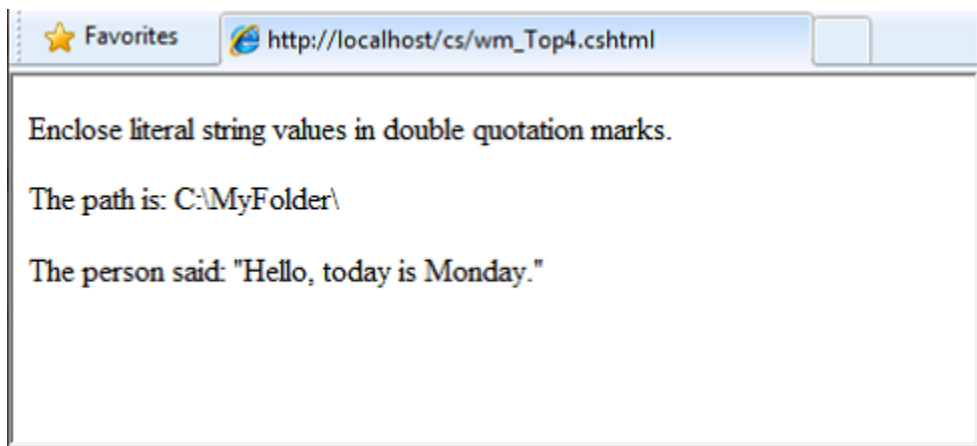 Favorites http://localhost/cs/wm_Top4.cshtml
Enclose literal string values in double quotation marks.
The path is: C:\MyFolder\
The person said: "Hello, today is Monday."